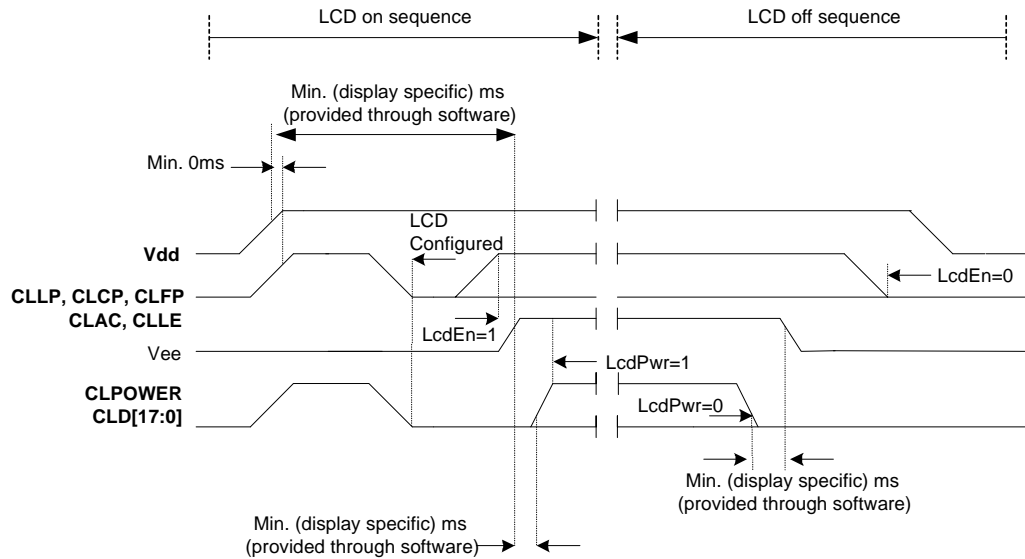 LCD on sequence
LCD off sequence
Min. (display specific) ms
(provided through software)
Min. 0ms
LCD
Configured
Vdd
LcdEn=0
CLLP, CLCP, CLFP
CLAC, CLLE
LcdEn=1
Vee
LcdPwr=1
CLPOWER
CLD[17:0]
LcdPwr=0
Min. (display specific) ms
(provided through software)
Min. (display specific) ms
(provided through software)